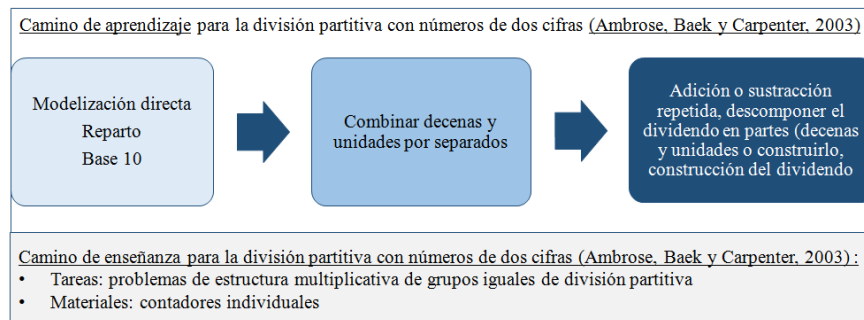 Camino de aprendizaje para la división partitiva con números de dos cifras (Ambrose, Baek y Carpenter, 2003)
Modelización directa
Reparto
Base 10
Combinar decenas y
unidades por separados
Adición o sustracción
repetida, descomponer el
dividendo en partes (decenas
y unidades o construirlo,
construcción del dividendo
Camino de enseñanza para la división partitiva con números de dos cifras (Ambrose, Baek y Carpenter, 2003) :
• Tareas: problemas de estructura multiplicativa de grupos iguales de división partitiva
• Materiales: contadores individuales